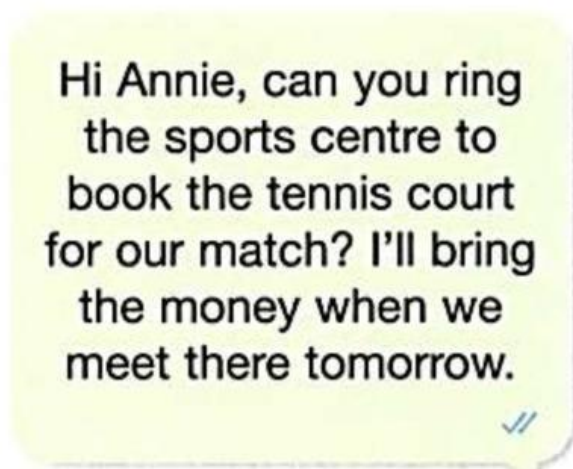 Hi Annie, can you ring
the sports centre to
book the tennis court
for our match? I'll bring
the money when we
meet there tomorrow.